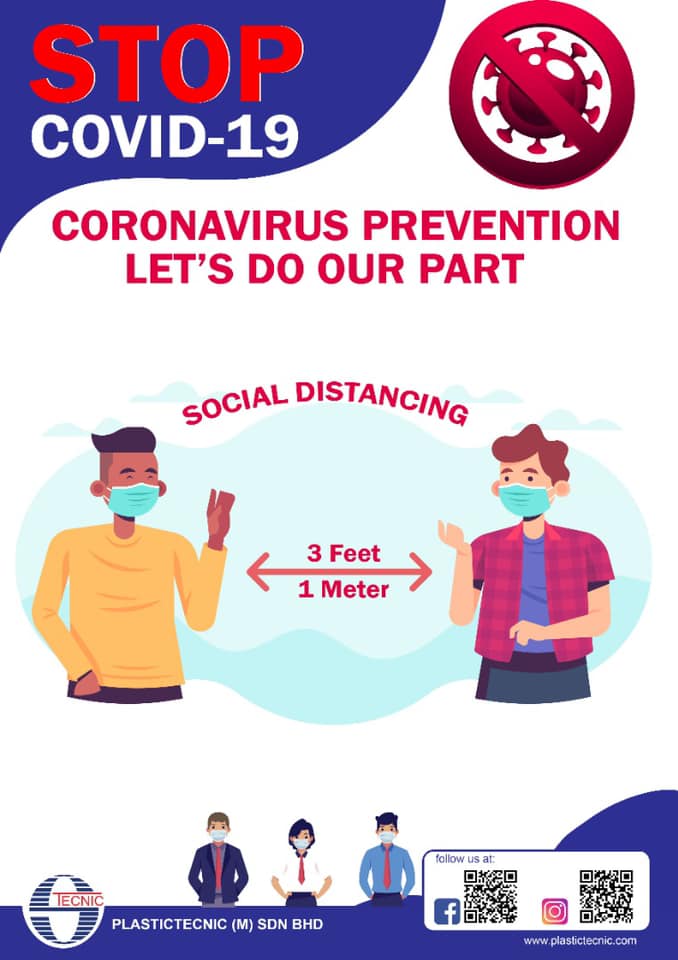 STOP
COVID-19
CORONAVIRUS PREVENTION
LET'S DO OUR PART
SOCIAL DISTANCING
3 Feet
1 Meter
follow us at:
TECNIC
PLASTICTECNIC (M) SDN BHD
www.plastictecnic.com